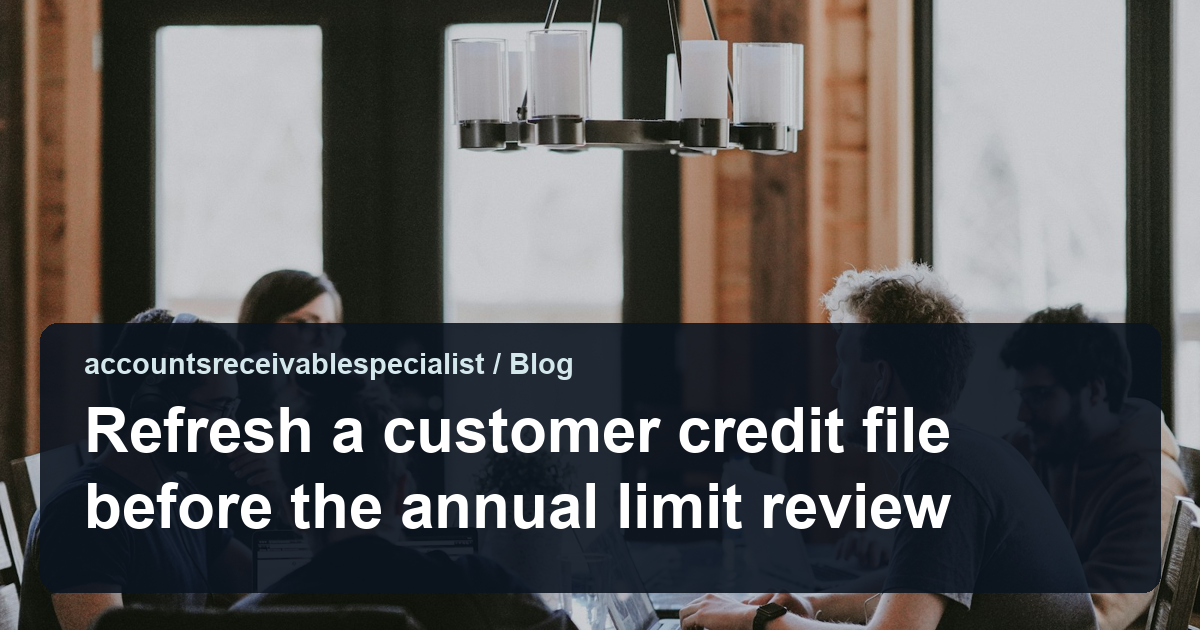 accountsreceivablespecialist / Blog
Refresh a customer credit file
before the annual limit review